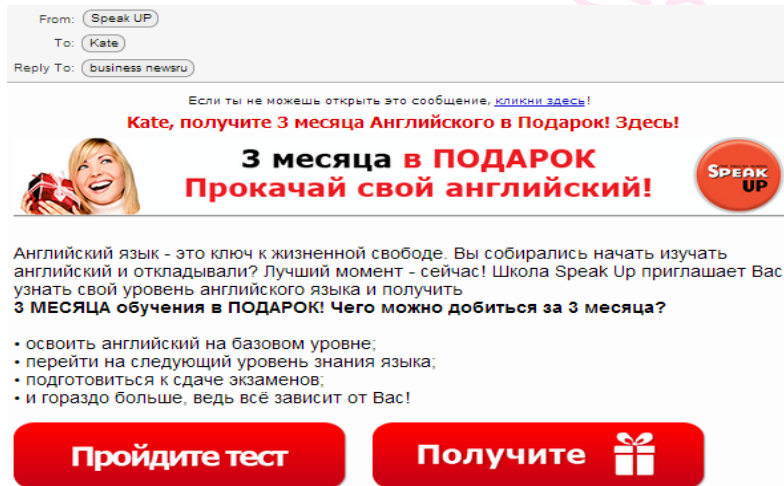 From: Speak UP
To: Kate
Reply To: business newsru
Если ты не можешь открыть это сообщение, кликни здесь!
Kate, получите 3 месяца Английского в Подарок! Здесь!
3 месяца в ПОДАРОК
Прокачай свой английский!
SPEAK
UP
Английский язык - это ключ к жизненной свободе. Вы собирались начать изучать
английский и откладывали? Лучший момент - сейчас! Школа Speak Up приглашает Вас
узнать свой уровень английского языка и получить
3 МЕСЯЦА обучения в ПОДАРОК! Чего можно добиться за 3 месяца?
• освоить английский на базовом уровне;
• перейти на следующий уровень знания языка;
• подготовиться к сдаче экзаменов;
• и гораздо больше, ведь всё зависит от Вас!
Пройдите тест
Получите